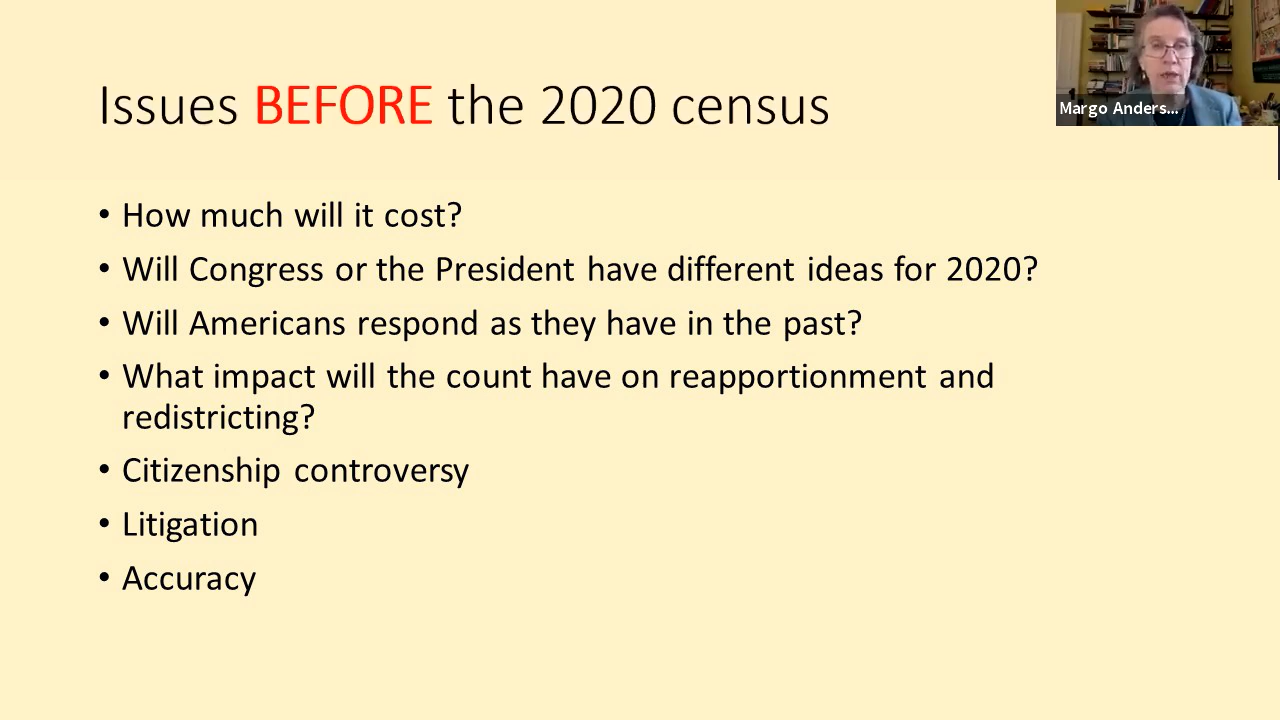 Issues BEFORE the 2020 census
Margo Anders...
• How much will it cost?
• Will Congress or the President have different ideas for 2020?
• Will Americans respond as they have in the past?
• What impact will the count have on reapportionment and
redistricting?
• Citizenship controversy
• Litigation
• Accuracy